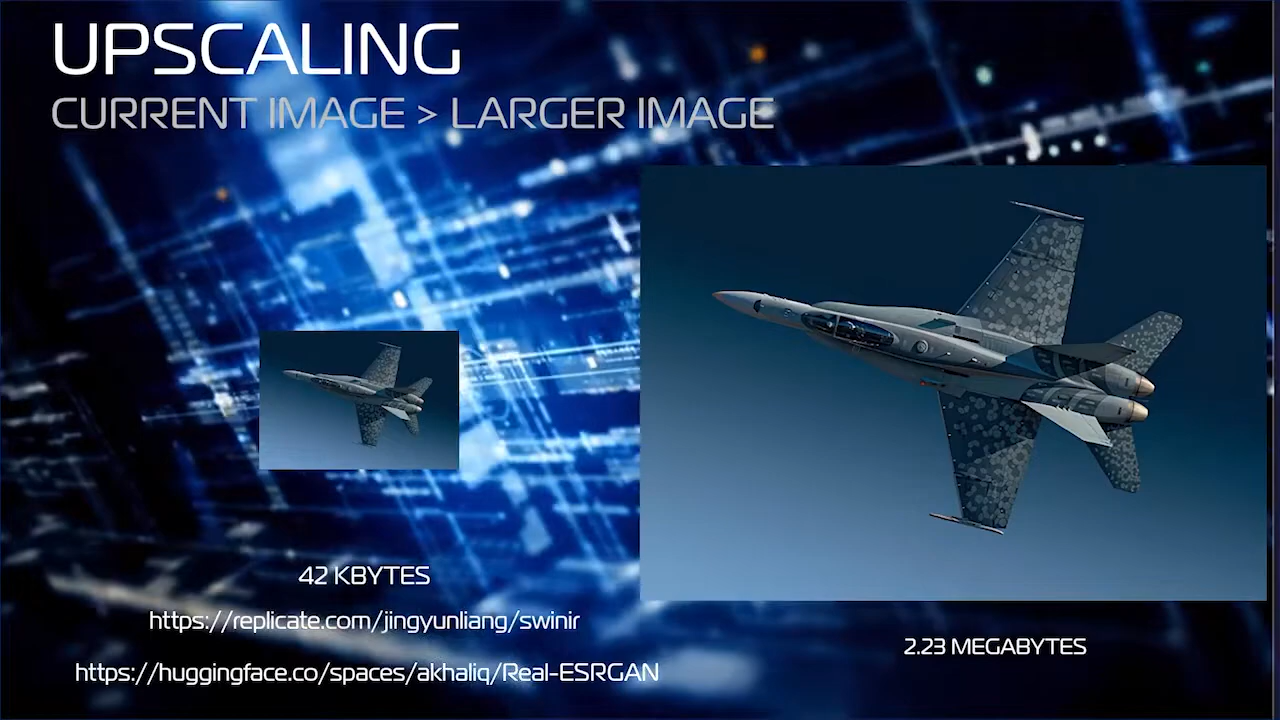 UPSCALING
CURRENT IMAGE > LARGER IMAGE
42 KBYTES
https://replicate.com/jingyunliang/swinir
https://huggingface.co/spaces/akhaliq/Real-ESRGAN
2.23 MEGABYTES